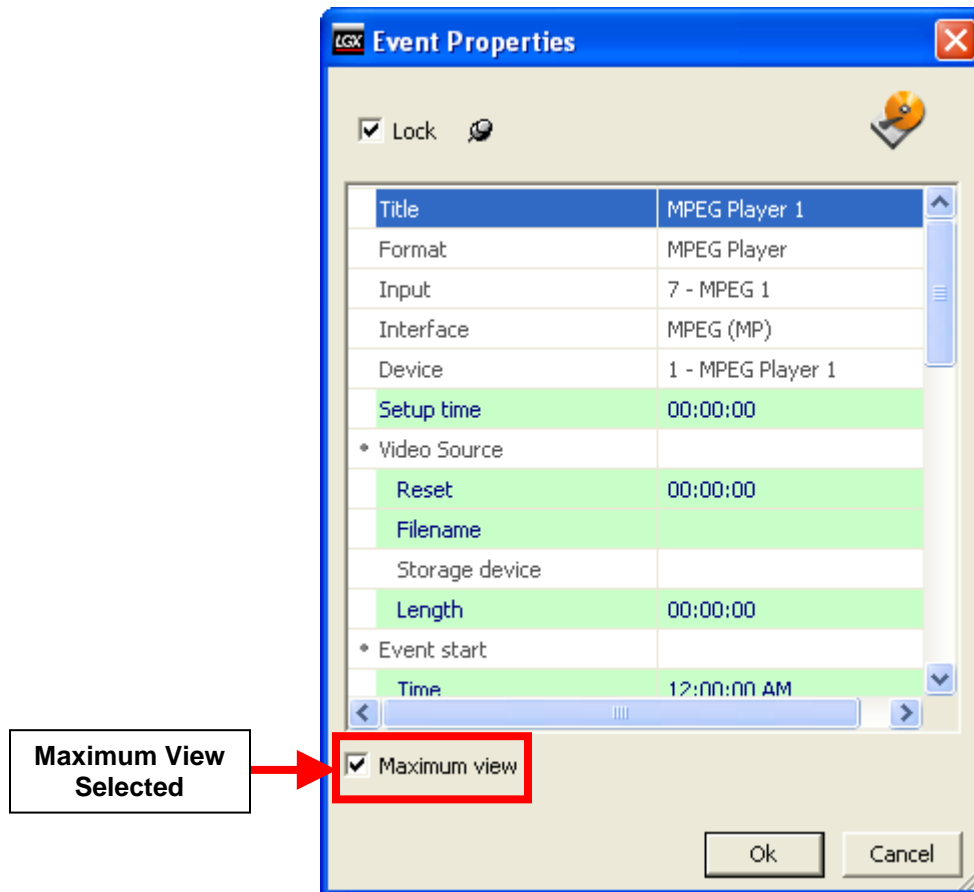 LGX Event Properties
Lock
Title MPEG Player 1
Format MPEG Player
Input 7 - MPEG 1
Interface MPEG (MP)
Device 1 - MPEG Player 1
Setup time 00:00:00
Video Source
Reset 00:00:00
Filename
Storage device
Length 00:00:00
Event start
Time 12:00:00 AM
Maximum View
Selected
Maximum view
Ok Cancel